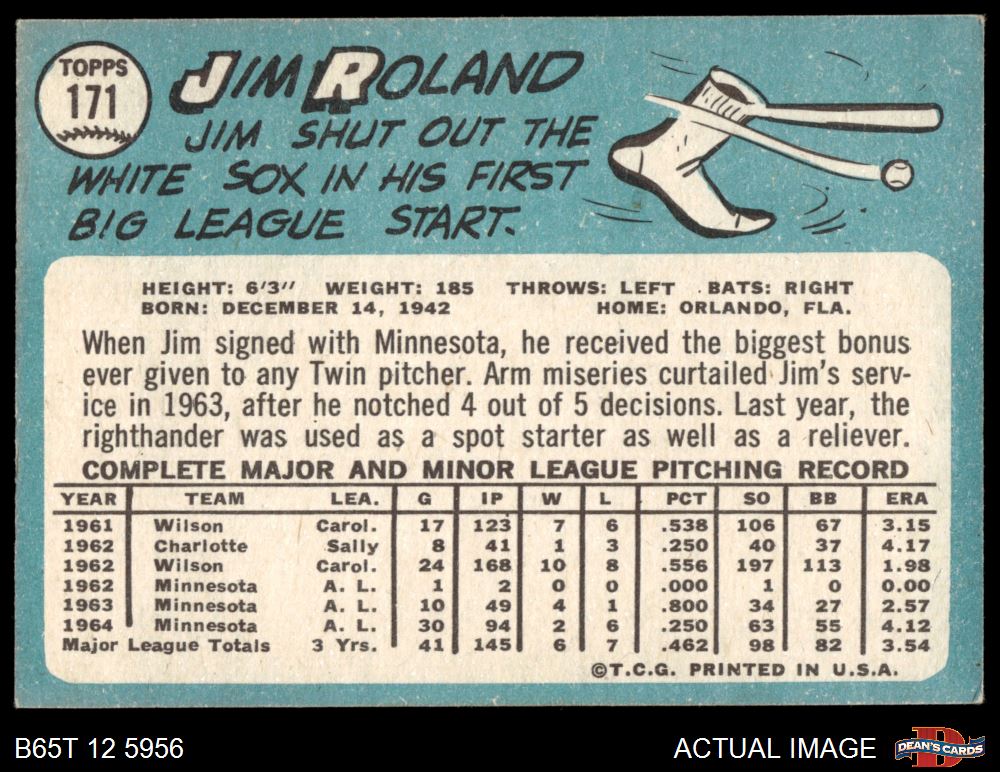 TOPPS
171
JIM ROLAND
JIM SHUT OUT THE
WHITE SOX IN HIS FIRST
BIG LEAGUE START.
HEIGHT: 6'3" WEIGHT: 185 THROWS: LEFT BATS: RIGHT
BORN: DECEMBER 14, 1942 HOME: ORLANDO, FLA.
When Jim signed with Minnesota, he received the biggest bonus
ever given to any Twin pitcher. Arm miseries curtailed Jim's serv-
ice in 1963, after he notched 4 out of 5 decisions. Last year, the
righthander was used as a spot starter as well as a reliever.
COMPLETE MAJOR AND MINOR LEAGUE PITCHING RECORD
YEAR TEAM LEA. G IP W L PCT SO BB ERA
1961 Wilson Carol. 17 123 7 6 .538 106 67 3.15
1962 Charlotte Sally 8 41 1 3 .250 40 37 4.17
1962 Wilson Carol. 24 168 10 8 .556 197 113 1.98
1962 Minnesota A. L. 1 2 0 0 .000 1 0 0.00
1963 Minnesota A. L. 10 49 4 1 .800 34 27 2.57
1964 Minnesota A. L. 30 94 2 6 .250 63 55 4.12
Major League Totals 3 Yrs. 41 145 6 7 .462 98 82 3.54
©T.C.G. PRINTED IN U.S.A.
B65T 12 5956
ACTUAL IMAGE
D
DEAN'S CARDS